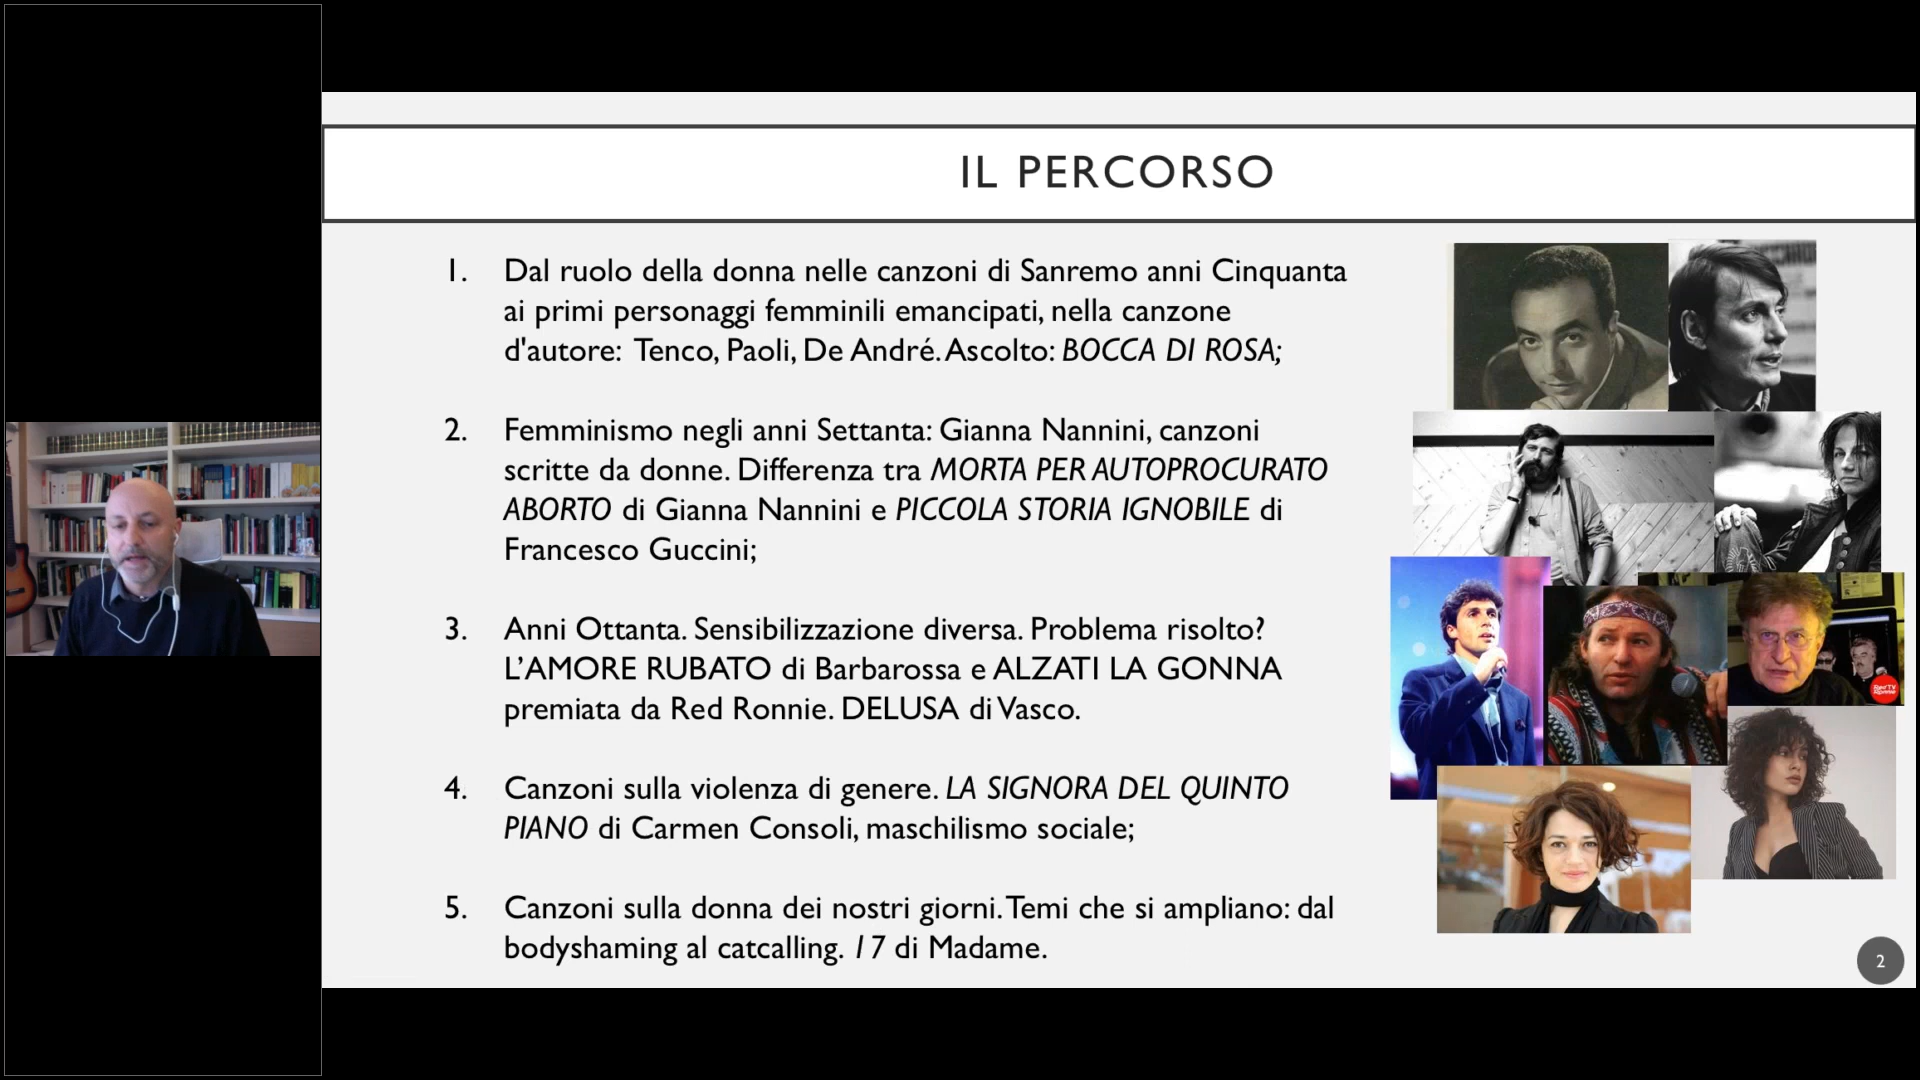 IL PERCORSO
1. Dal ruolo della donna nelle canzoni di Sanremo anni Cinquanta
ai primi personaggi femminili emancipati, nella canzone
d'autore: Tenco, Paoli, De André. Ascolto: BOCCA DI ROSA;
2. Femminismo negli anni Settanta: Gianna Nannini, canzoni
scritte da donne. Differenza tra MORTA PER AUTOPROCURATO
ABORTO di Gianna Nannini e PICCOLA STORIA IGNOBILE di
Francesco Guccini;
3. Anni Ottanta. Sensibilizzazione diversa. Problema risolto?
L’AMORE RUBATO di Barbarossa e ALZATI LA GONNA
premiata da Red Ronnie. DELUSA di Vasco.
4. Canzoni sulla violenza di genere. LA SIGNORA DEL QUINTO
PIANO di Carmen Consoli, maschilismo sociale;
5. Canzoni sulla donna dei nostri giorni. Temi che si ampliano: dal
bodyshaming al catcalling. 17 di Madame.
2